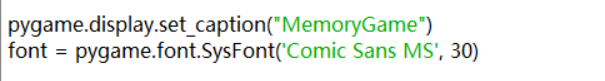 pygame.display.set_caption("MemoryGame")
font = pygame.font.SysFont('Comic Sans MS', 30)